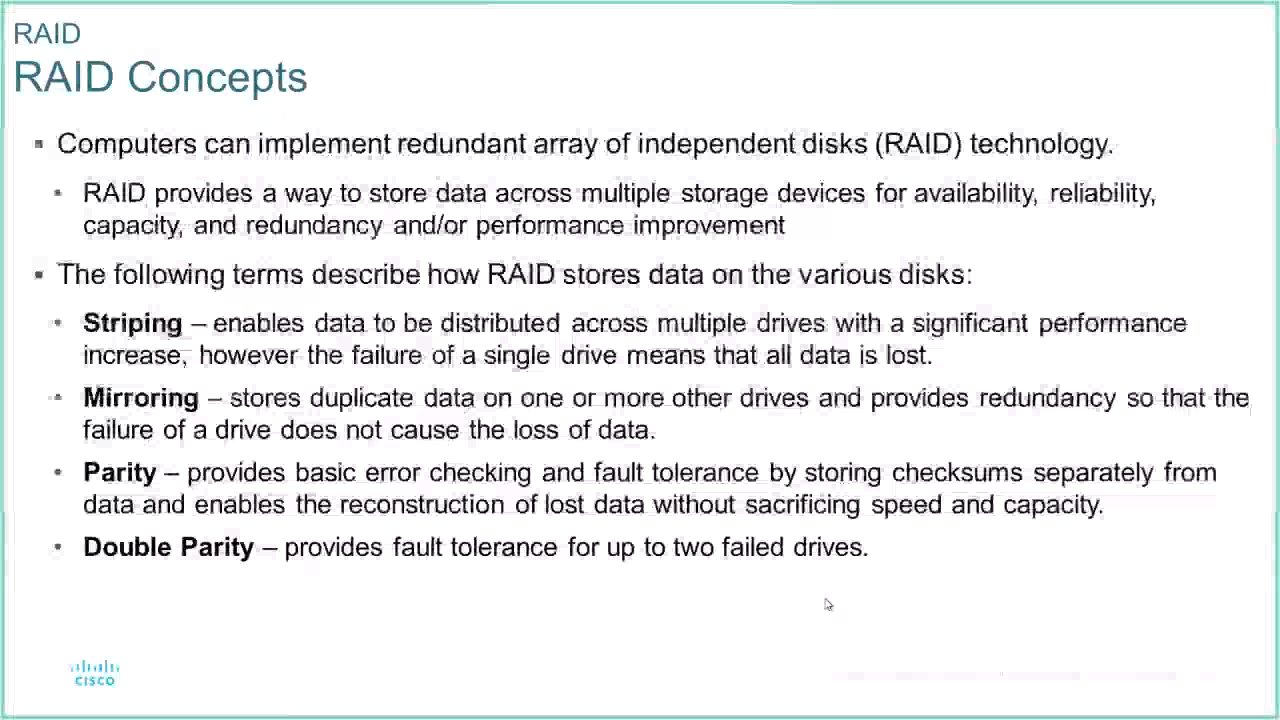 RAID
RAID Concepts
Computers can implement redundant array of independent disks (RAID) technology.
RAID provides a way to store data across multiple storage devices for availability, reliability,
capacity, and redundancy and/or performance improvement
The following terms describe how RAID stores data on the various disks:
Striping – enables data to be distributed across multiple drives with a significant performance
increase, however the failure of a single drive means that all data is lost.
Mirroring – stores duplicate data on one or more other drives and provides redundancy so that the
failure of a drive does not cause the loss of data.
Parity – provides basic error checking and fault tolerance by storing checksums separately from
data and enables the reconstruction of lost data without sacrificing speed and capacity.
Double Parity – provides fault tolerance for up to two failed drives.
CISCO